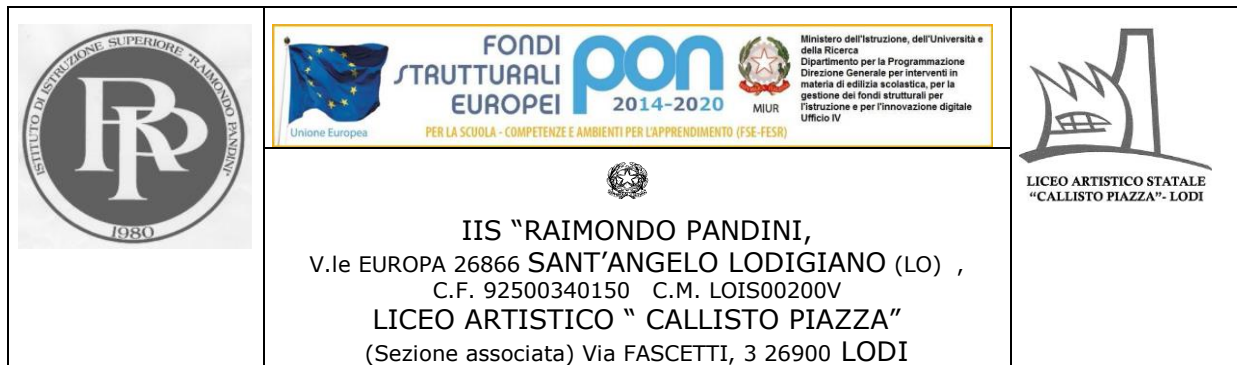 ISTITUTO DI ISTRUZIONE SUPERIORE "RAIMONDO PANDINI"
RP
1980
Unione Europea
FONDI
STRUTTURALI
EUROPEI
pon
2014-2020
MIUR
Ministero dell'Istruzione, dell'Università e
della Ricerca
Dipartimento per la Programmazione
Direzione Generale per interventi in
materia di edilizia scolastica, per la
gestione dei fondi strutturali per
l'istruzione e per l'innovazione digitale
Ufficio IV
PER LA SCUOLA - COMPETENZE E AMBIENTI PER L'APPRENDIMENTO (FSE-FESR)
IIS "RAIMONDO PANDINI,
V.le EUROPA 26866 SANT'ANGELO LODIGIANO (LO) ,
C.F. 92500340150 C.M. LOIS00200V
LICEO ARTISTICO " CALLISTO PIAZZA"
(Sezione associata) Via FASCETTI, 3 26900 LODI
LICEO ARTISTICO STATALE
"CALLISTO PIAZZA"- LODI